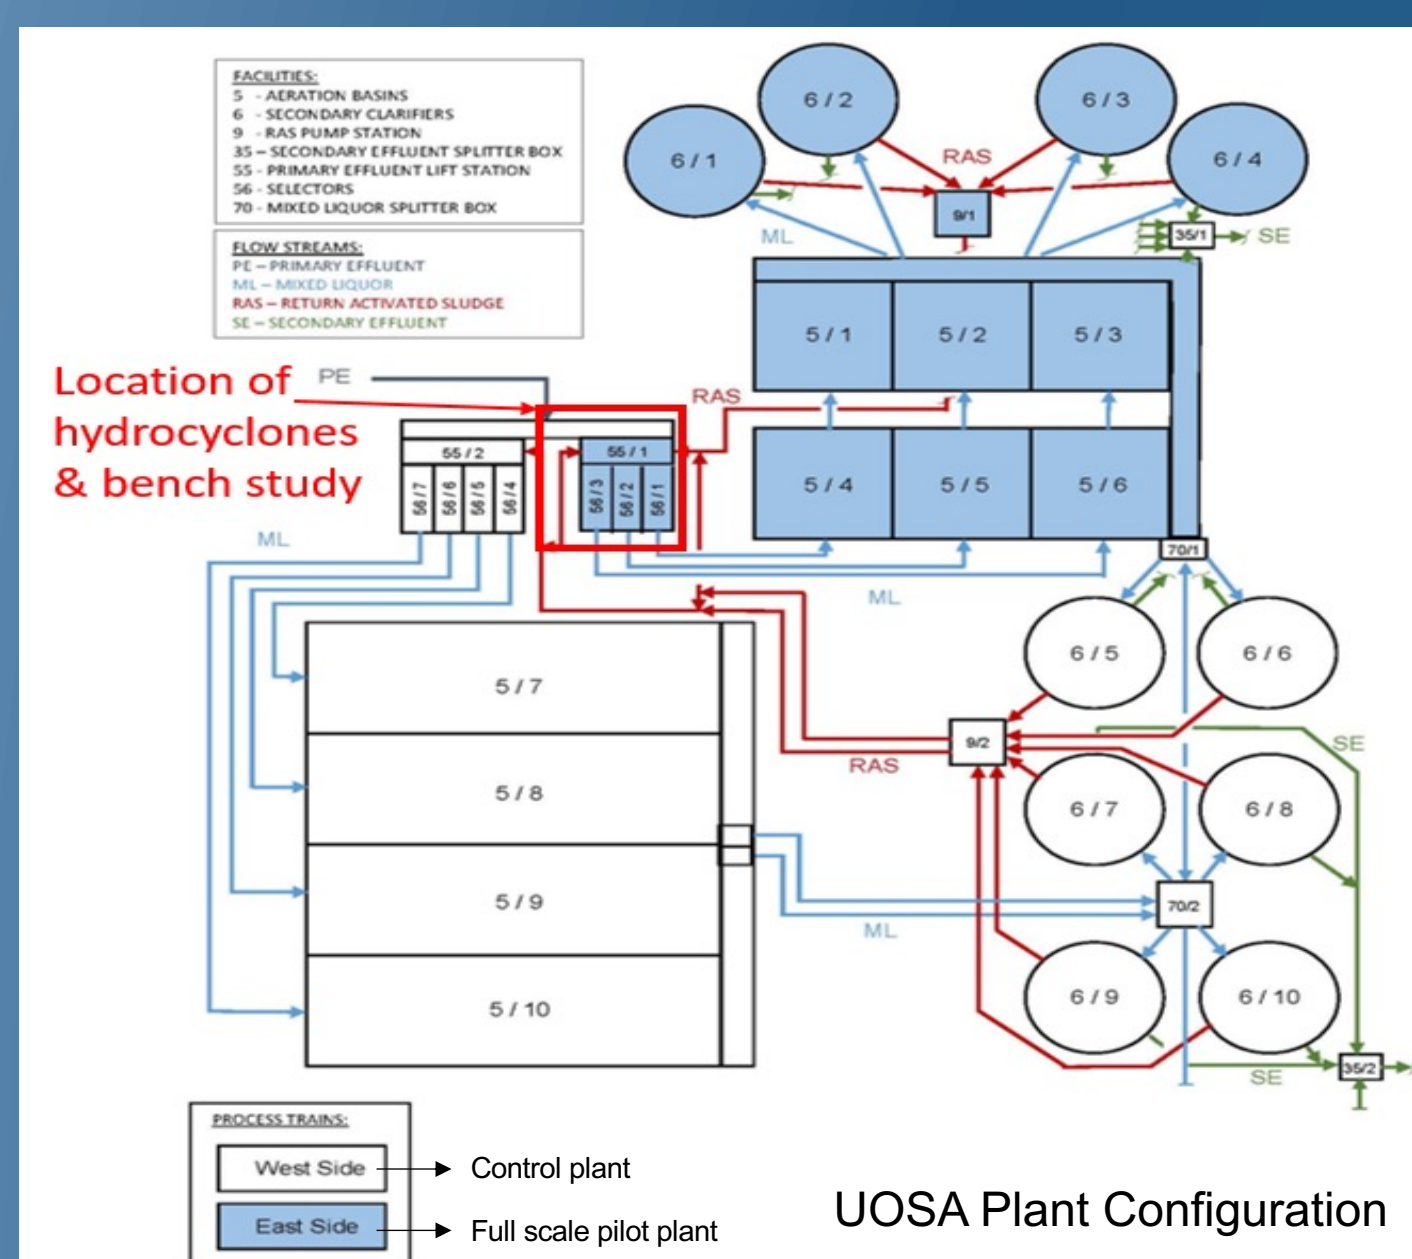 FACILITIES:
5 - AERATION BASINS
6 - SECONDARY CLARIFIERS
9 - RAS PUMP STATION
35 – SECONDARY EFFLUENT SPLITTER BOX
55 - PRIMARY EFFLUENT LIFT STATION
56 - SELECTORS
70 - MIXED LIQUOR SPLITTER BOX
FLOW STREAMS:
PE – PRIMARY EFFLUENT
ML – MIXED LIQUOR
RAS – RETURN ACTIVATED SLUDGE
SE – SECONDARY EFFLUENT
6 / 1
6 / 2
6 / 3
6 / 4
RAS
9/1
ML
35/1
SE
5 / 1
5 / 2
5 / 3
Location of
hydrocyclones
& bench study
PE
RAS
55 / 2
55 / 1
56 / 7
56 / 6
56 / 5
56 / 4
56 / 3
56 / 2
56 / 1
5 / 4
5 / 5
5 / 6
ML
ML
70/1
6 / 5
6 / 6
5 / 7
9/2
RAS
SE
5 / 8
6 / 7
6 / 8
5 / 9
ML
70/2
5 / 10
6 / 9
6 / 10
SE
35/2
PROCESS TRAINS:
West Side
Control plant
East Side
Full scale pilot plant
UOSA Plant Configuration